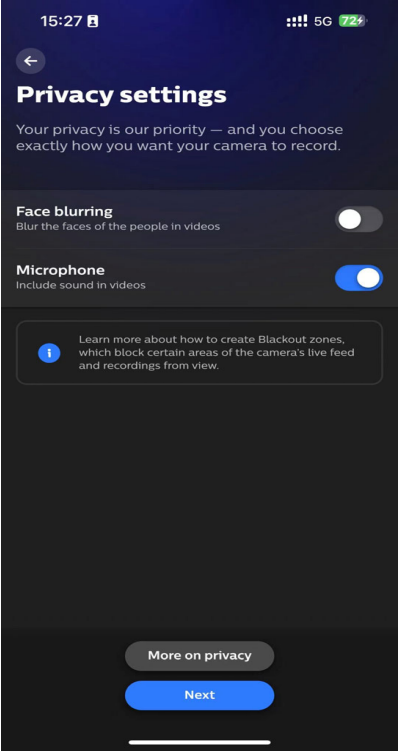 15:27
5G 72
Privacy settings
Your privacy is our priority — and you choose
exactly how you want your camera to record.
Face blurring
Blur the faces of the people in videos
Microphone
Include sound in videos
i
Learn more about how to create Blackout zones,
which block certain areas of the camera's live feed
and recordings from view.
More on privacy
Next